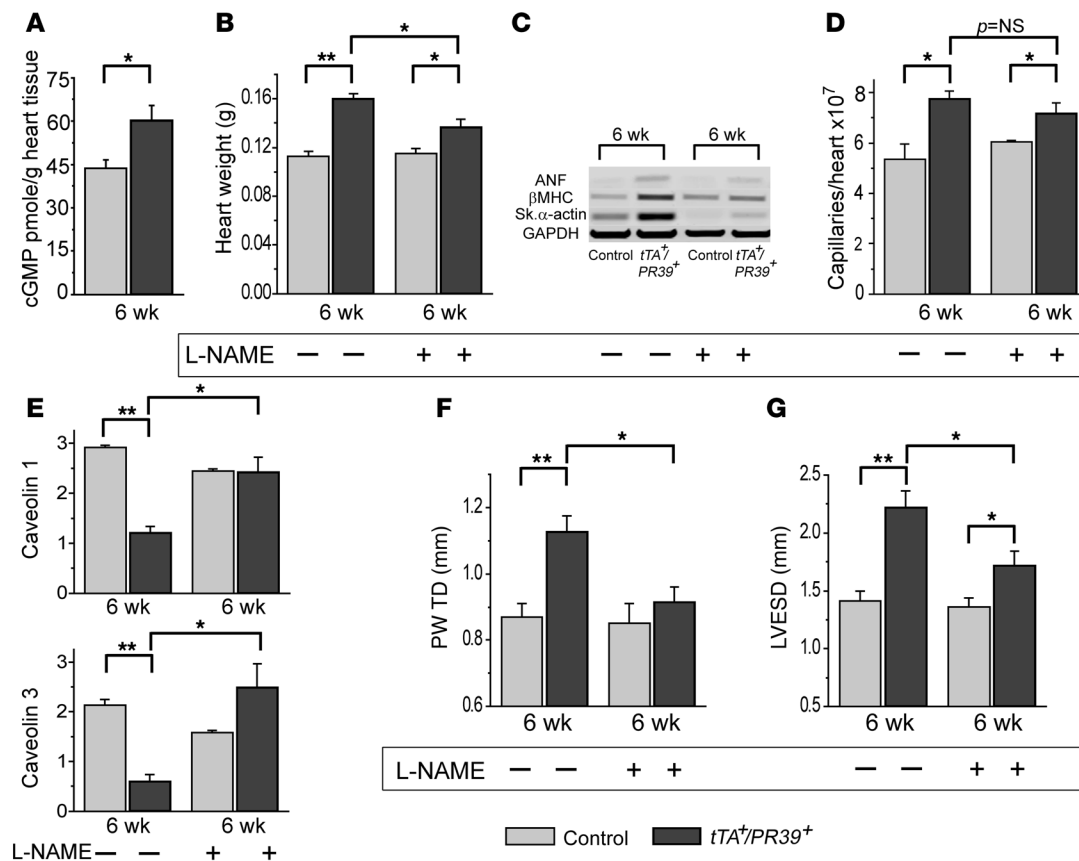 A
cGMP pmole/g heart tissue
75
60
45
30
15
0
*
6 wk
B
Heart weight (g)
0.16
0.12
0.08
0.04
0.00
**
*
*
6 wk
6 wk
C
6 wk
6 wk
ANF
βMHC
Sk.α-actin
GAPDH
Control tTA+/ Control tTA+/
PR39+ PR39+
D
Capillaries/heart x10⁷
8
6
4
2
0
p=NS
*
*
6 wk
6 wk
L-NAME − − + + − − + + − − + +
E
Caveolin 1
3
2
1
0
**
*
6 wk
6 wk
Caveolin 3
3
2
1
0
**
*
6 wk
6 wk
L-NAME − − + +
F
PW TD (mm)
1.2
1.0
0.8
0.6
**
*
6 wk
6 wk
G
LVESD (mm)
2.5
2.0
1.5
1.0
0.5
**
*
*
6 wk
6 wk
L-NAME − − + + − − + +
Control tTA+/PR39+